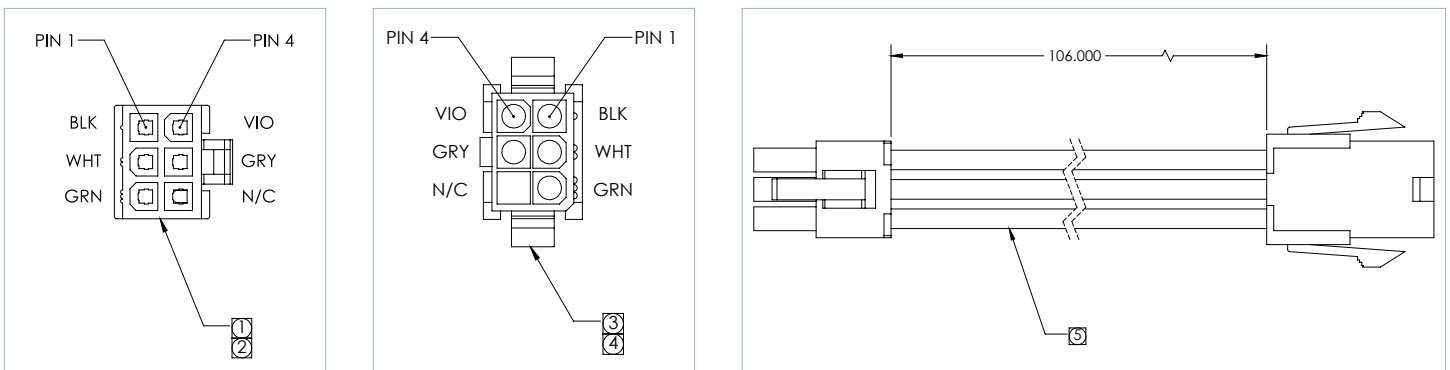 PIN 1
PIN 4
BLK
VIO
WHT
GRY
GRN
N/C
1
2
PIN 4
PIN 1
VIO
BLK
GRY
WHT
N/C
GRN
3
4
106.000
5